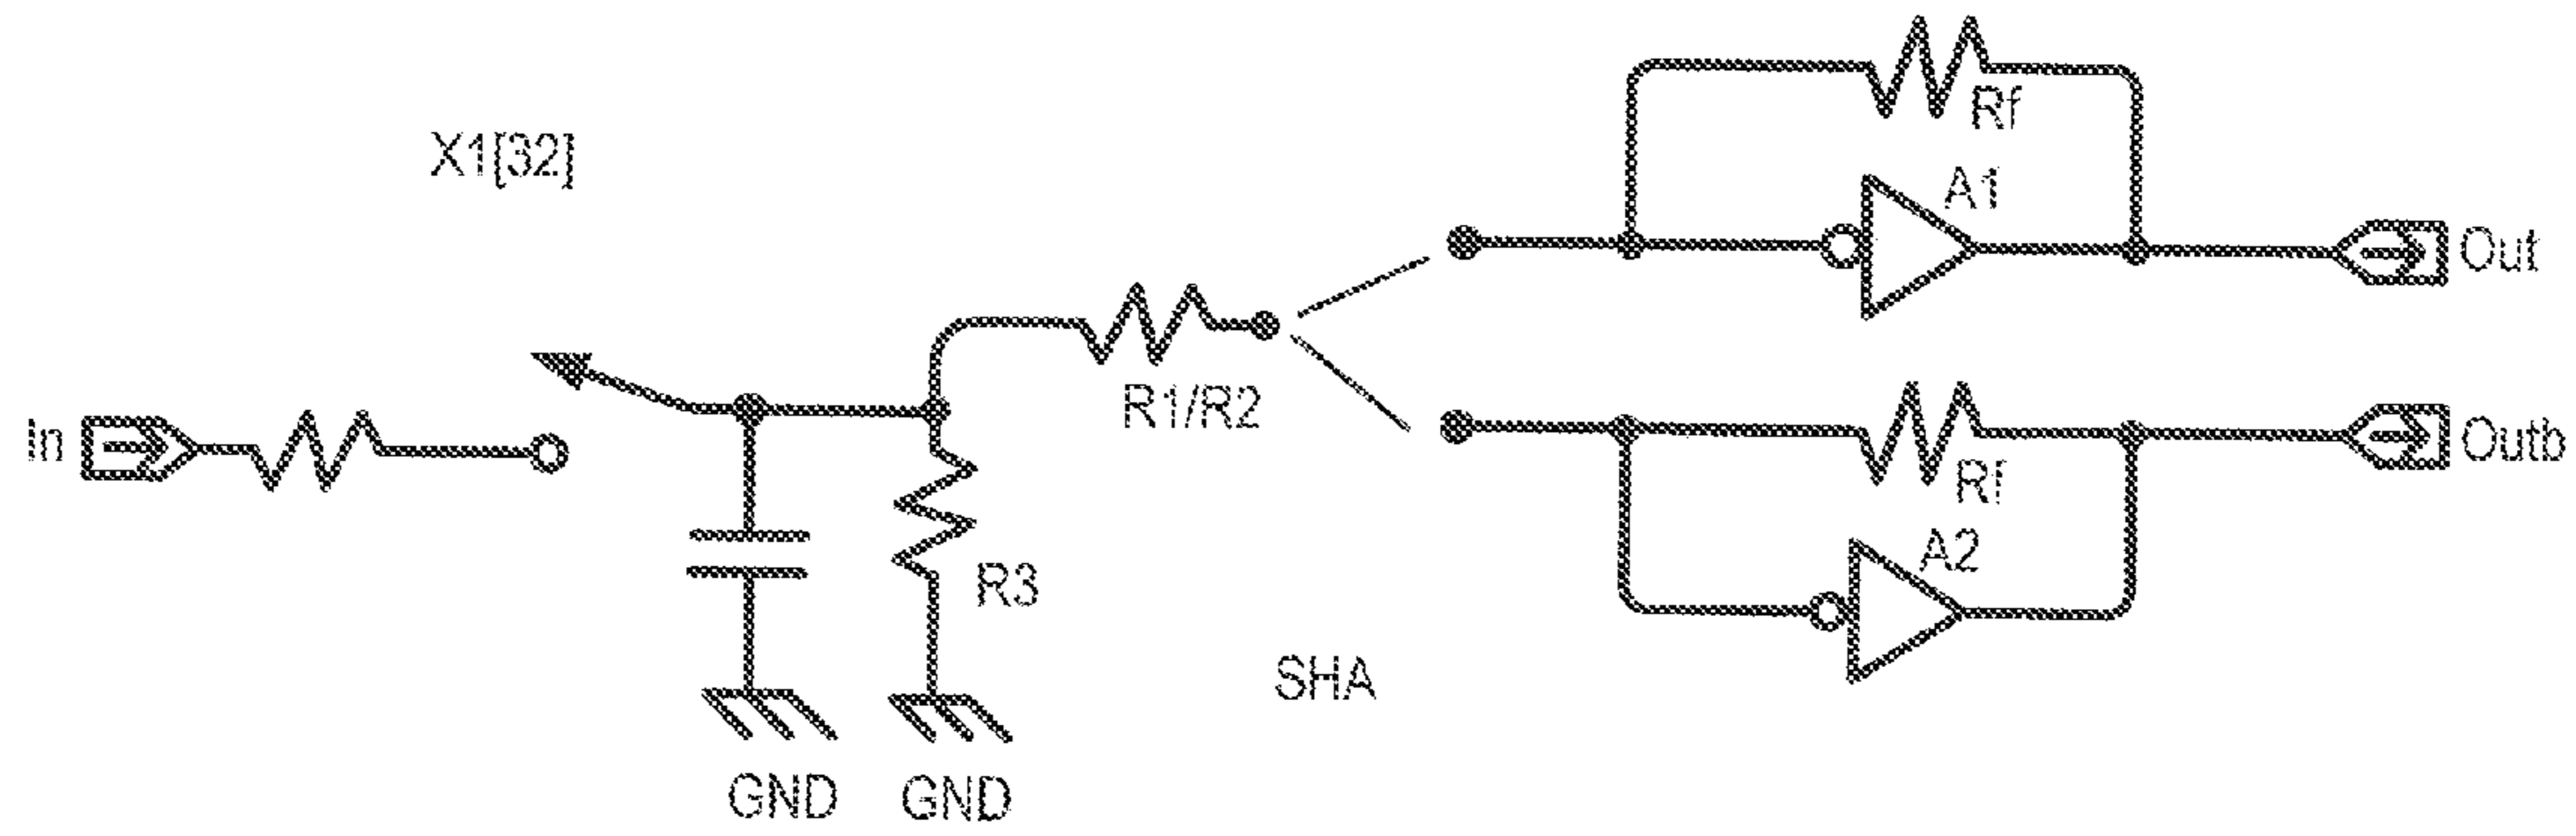 X1[32]
Rf
A1
Out
In
R1/R2
Rf
Outb
A2
R3
SHA
GND
GND